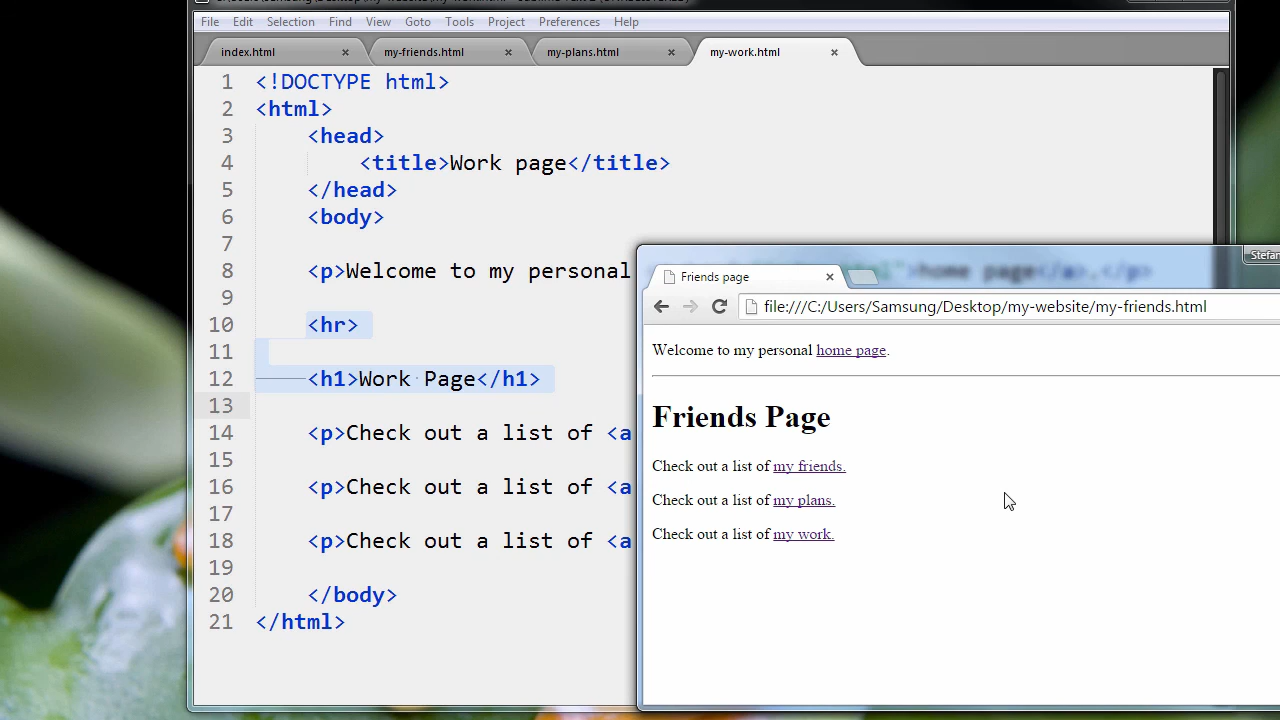 File Edit Selection Find View Goto Tools Project Preferences Help
index.html my-friends.html my-plans.html my-work.html
1 <!DOCTYPE html>
2 <html>
3 <head>
4 <title>Work page</title>
5 </head>
6 <body>
7
8 <p>Welcome to my personal home page</a>.</p>
9
10 <hr>
11
12 <h1>Work Page</h1>
13
14 <p>Check out a list of <a
15
16 <p>Check out a list of <a
17
18 <p>Check out a list of <a
19
20 </body>
21 </html>
Stefan
Friends page
file:///C:/Users/Samsung/Desktop/my-website/my-friends.html
Welcome to my personal home page.
Friends Page
Check out a list of my friends.
Check out a list of my plans.
Check out a list of my work.